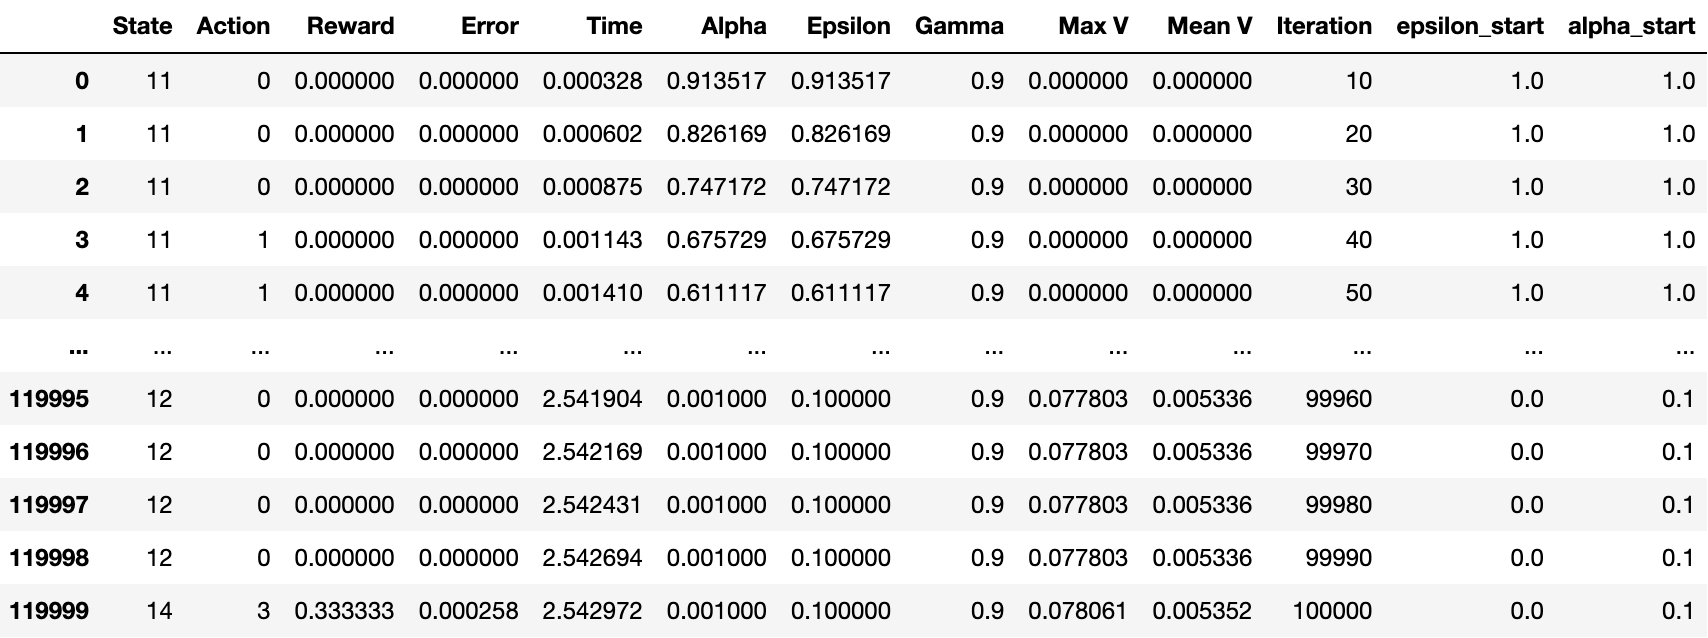 State Action Reward Error Time Alpha Epsilon Gamma Max V Mean V Iteration epsilon_start alpha_start
0 11 0 0.000000 0.000000 0.000328 0.913517 0.913517 0.9 0.000000 0.000000 10 1.0 1.0
1 11 0 0.000000 0.000000 0.000602 0.826169 0.826169 0.9 0.000000 0.000000 20 1.0 1.0
2 11 0 0.000000 0.000000 0.000875 0.747172 0.747172 0.9 0.000000 0.000000 30 1.0 1.0
3 11 1 0.000000 0.000000 0.001143 0.675729 0.675729 0.9 0.000000 0.000000 40 1.0 1.0
4 11 1 0.000000 0.000000 0.001410 0.611117 0.611117 0.9 0.000000 0.000000 50 1.0 1.0
... ... ... ... ... ... ... ... ... ... ... ... ... ...
119995 12 0 0.000000 0.000000 2.541904 0.001000 0.100000 0.9 0.077803 0.005336 99960 0.0 0.1
119996 12 0 0.000000 0.000000 2.542169 0.001000 0.100000 0.9 0.077803 0.005336 99970 0.0 0.1
119997 12 0 0.000000 0.000000 2.542431 0.001000 0.100000 0.9 0.077803 0.005336 99980 0.0 0.1
119998 12 0 0.000000 0.000000 2.542694 0.001000 0.100000 0.9 0.077803 0.005336 99990 0.0 0.1
119999 14 3 0.333333 0.000258 2.542972 0.001000 0.100000 0.9 0.078061 0.005352 100000 0.0 0.1